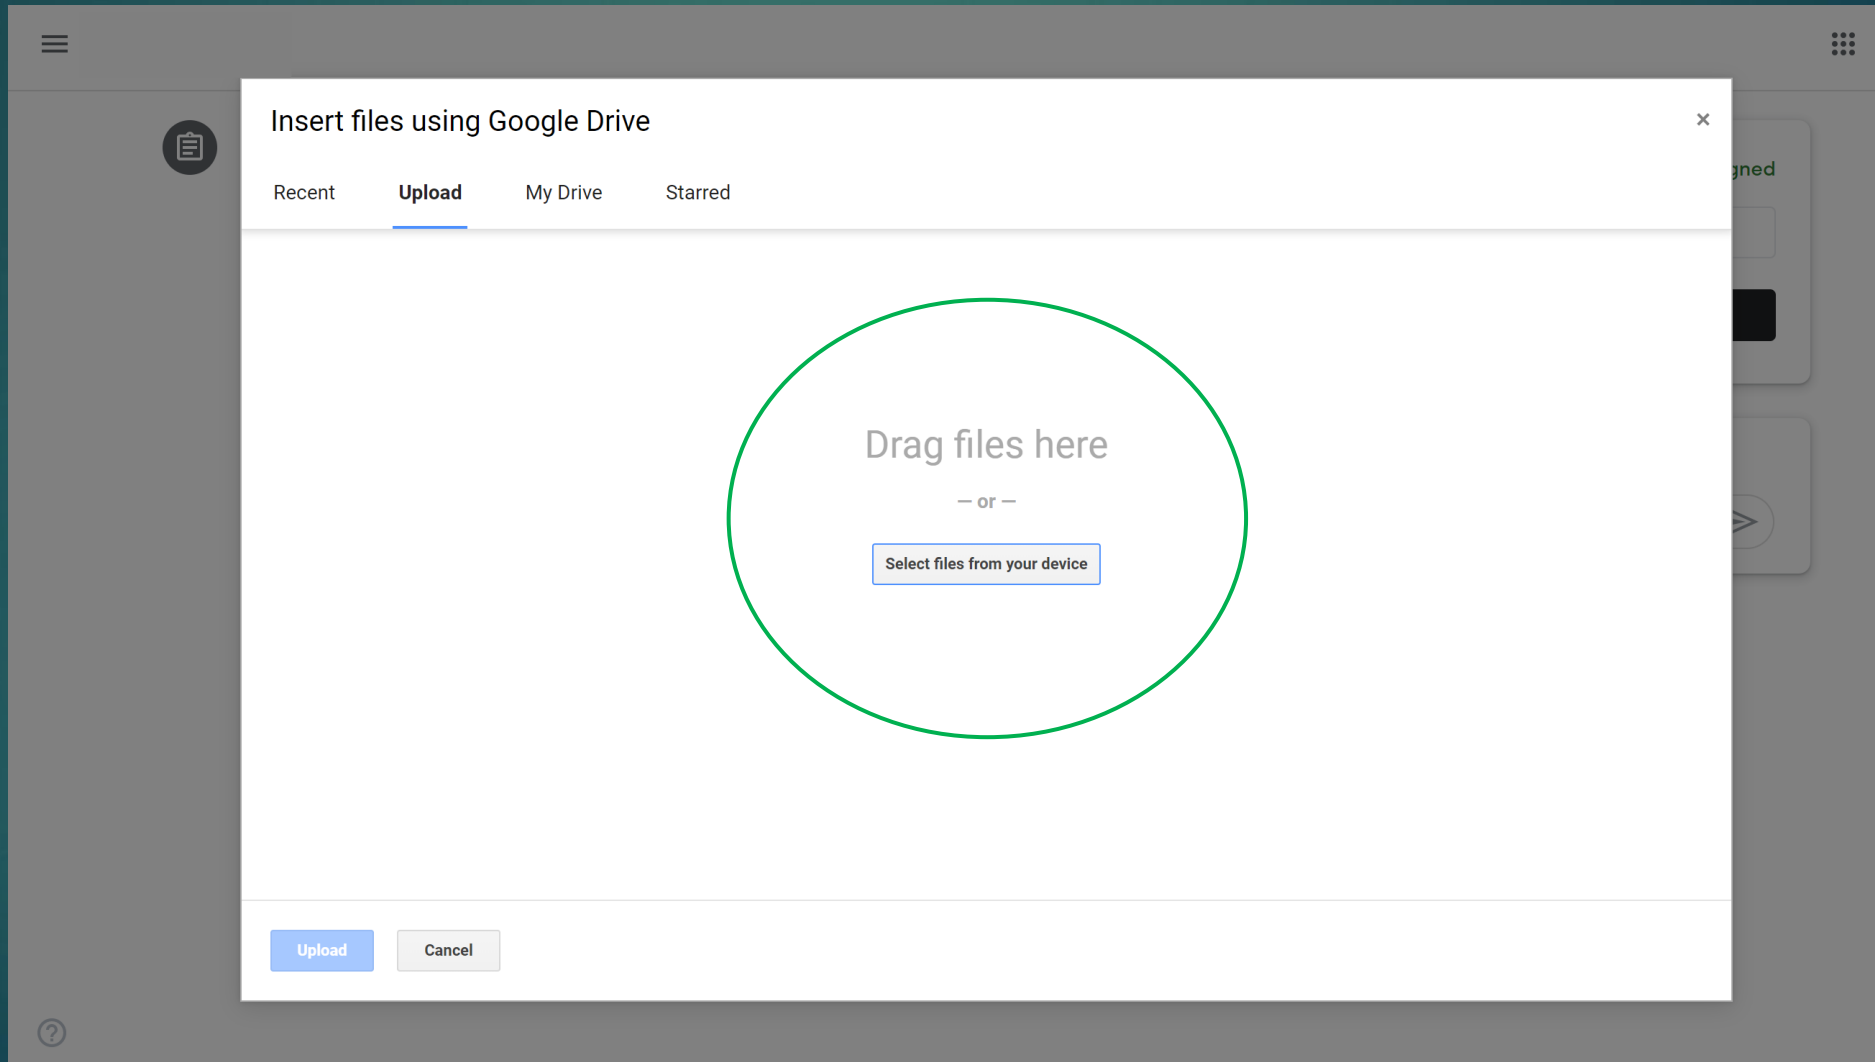 Insert files using Google Drive
×
Recent Upload My Drive Starred
gned
Drag files here
— or —
Select files from your device
Upload Cancel
?